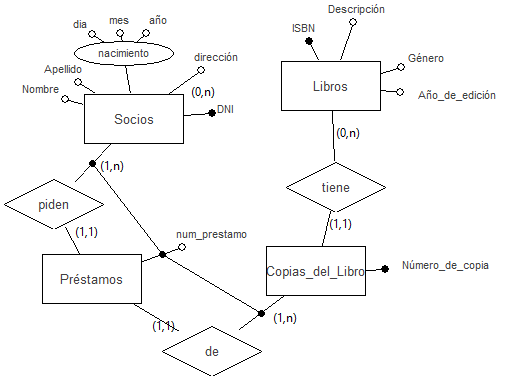 mes
dia
año
nacimiento
Apellido
dirección
Nombre
(0,n)
Socios
DNI
(1,n)
piden
(1,1)
num_prestamo
Préstamos
(1,1)
de
Descripción
ISBN
Género
Libros
Año_de_edición
(0,n)
tiene
(1,1)
Copias_del_Libro
Número_de_copia
(1,n)